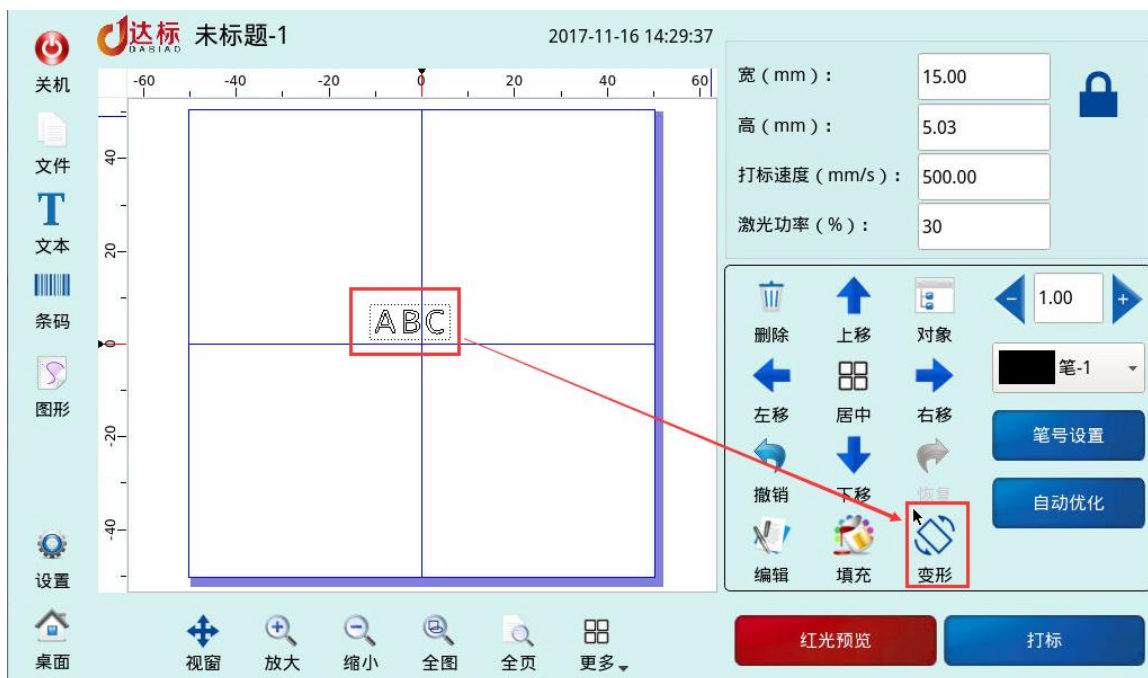 达标 未标题-1 2017-11-16 14:29:37
DABIAO
关机
文件
文本
条码
图形
设置
桌面
-60 -40 -20 0 20 40 60
40
20
0
-20
-40
ABC
宽(mm): 15.00
高(mm): 5.03
打标速度(mm/s): 500.00
激光功率(%): 30
删除 上移 对象 - 1.00 +
左移 居中 右移 笔-1
撤销 下移 恢复 笔号设置
编辑 填充 变形 自动优化
视窗 放大 缩小 全图 全页 更多
红光预览 打标